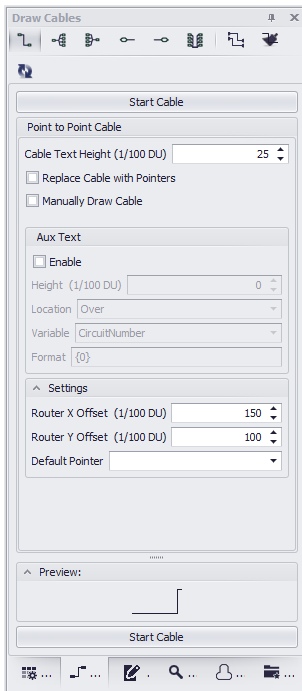 Draw Cables
Start Cable
Point to Point Cable
Cable Text Height (1/100 DU) 25
Replace Cable with Pointers
Manually Draw Cable
Aux Text
Enable
Height (1/100 DU) 0
Location Over
Variable CircuitNumber
Format {0}
Settings
Router X Offset (1/100 DU) 150
Router Y Offset (1/100 DU) 100
Default Pointer
Preview:
Start Cable
... ... . ... ... ...